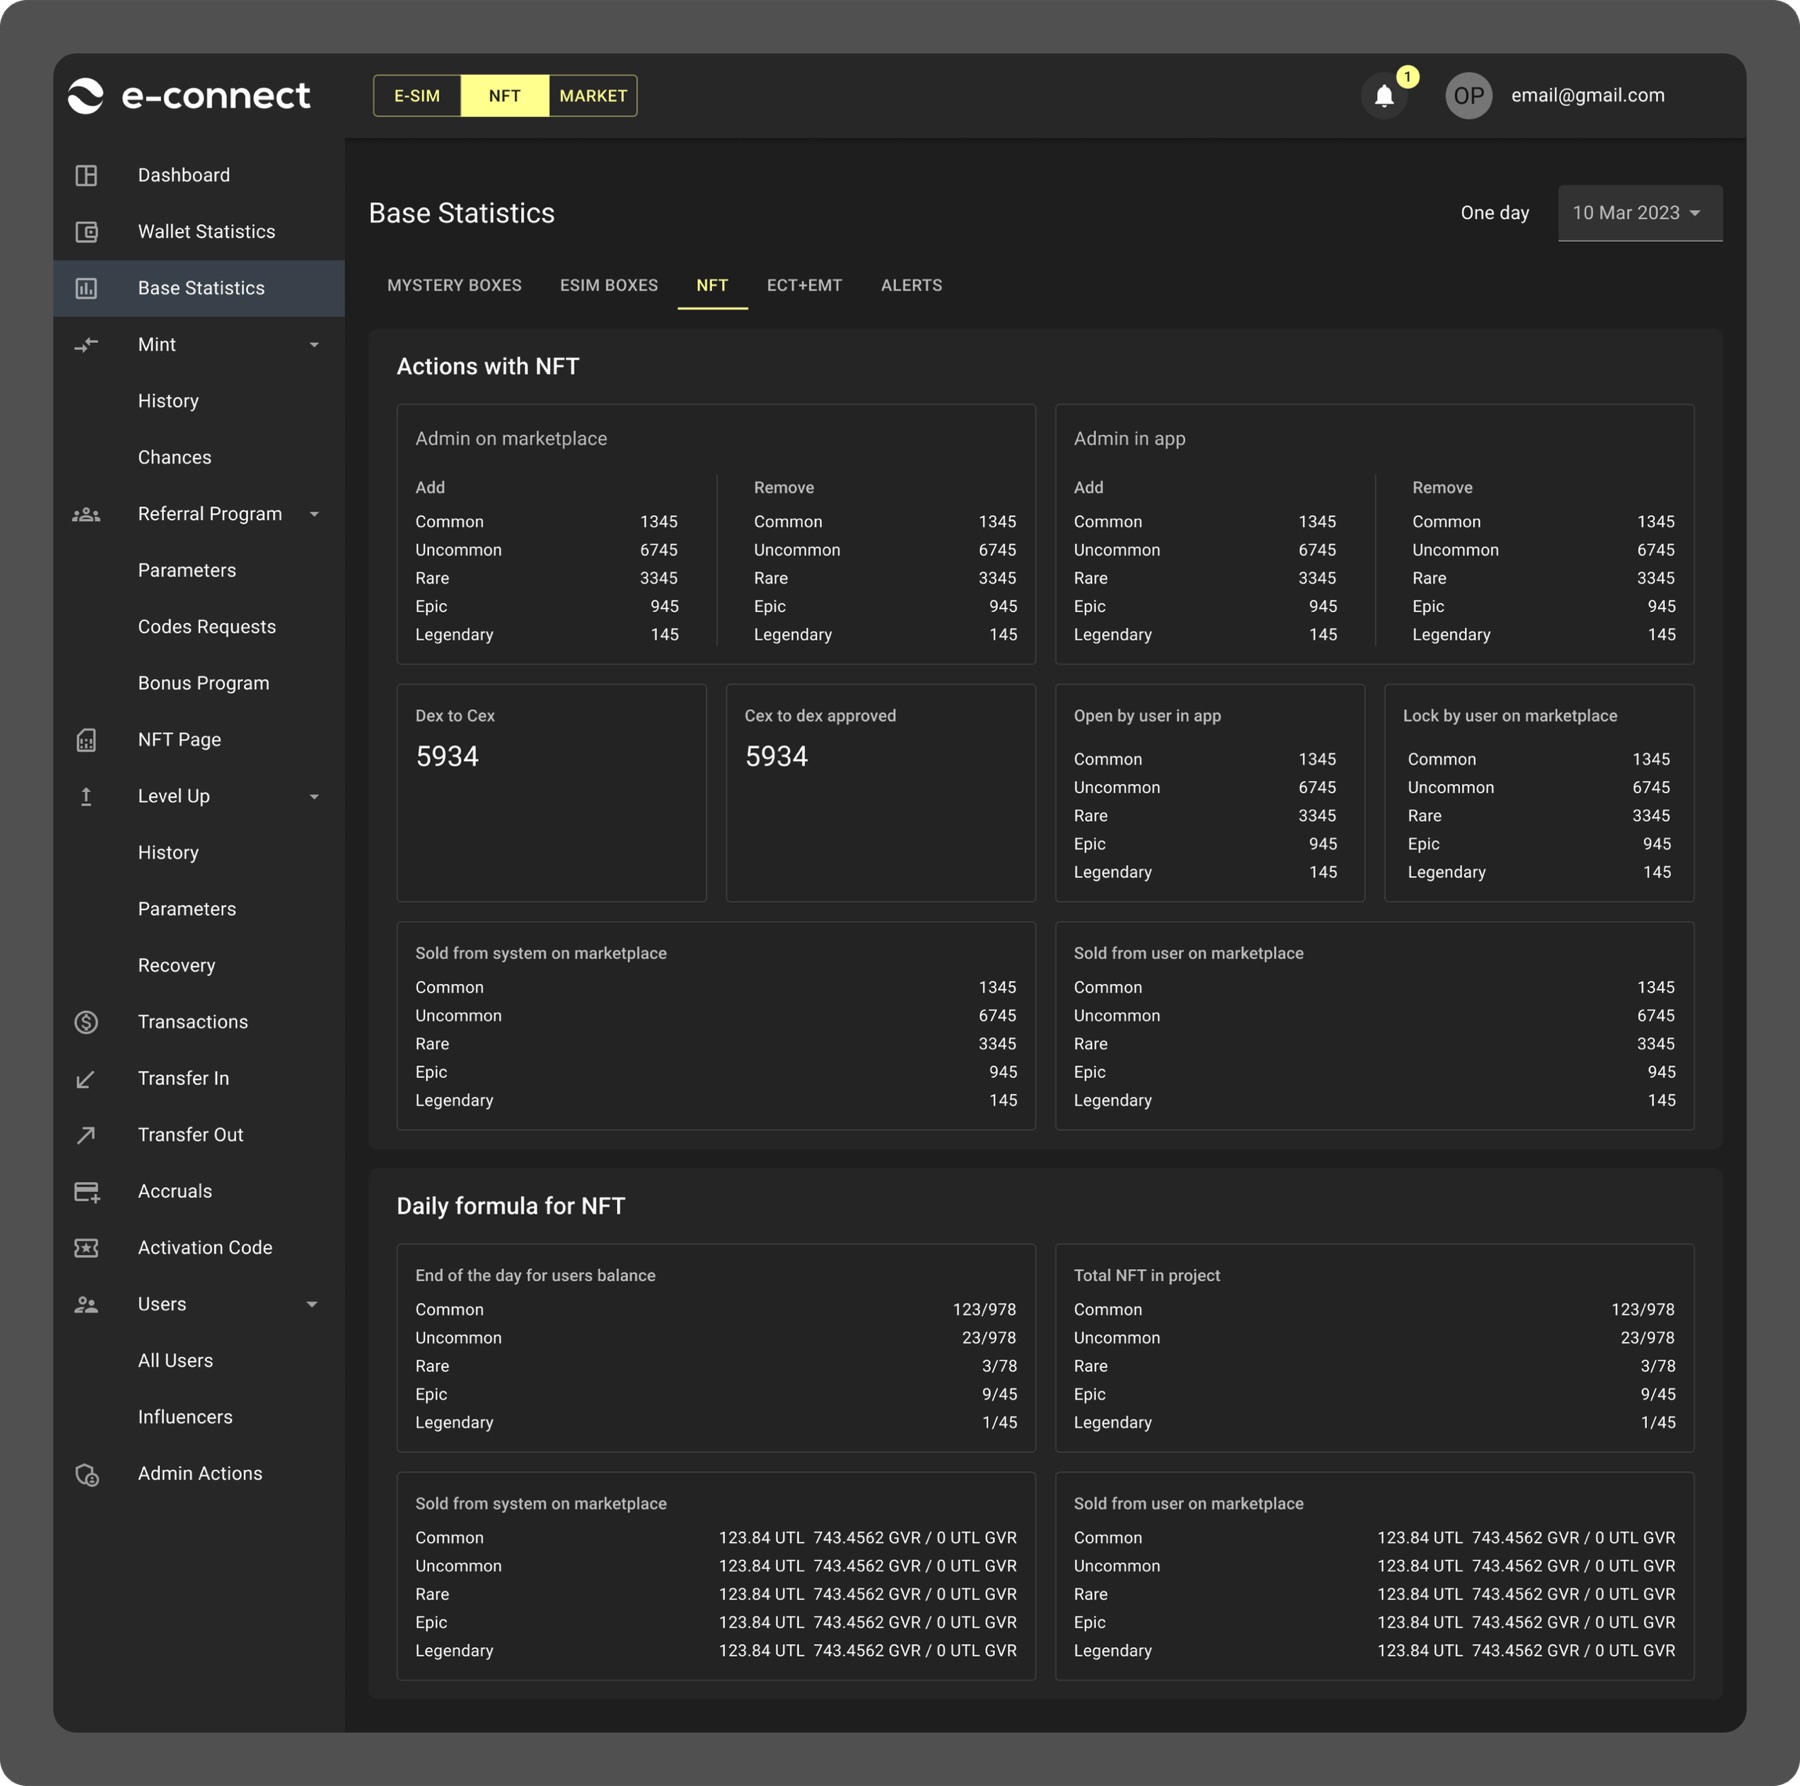 e-connect
E-SIM NFT MARKET
1
OP email@gmail.com
Dashboard
Wallet Statistics
Base Statistics
Mint
History
Chances
Referral Program
Parameters
Codes Requests
Bonus Program
NFT Page
Level Up
History
Parameters
Recovery
Transactions
Transfer In
Transfer Out
Accruals
Activation Code
Users
All Users
Influencers
Admin Actions
Base Statistics
One day 10 Mar 2023
MYSTERY BOXES ESIM BOXES NFT ECT+EMT ALERTS
Actions with NFT
Admin on marketplace
Add
Common 1345
Uncommon 6745
Rare 3345
Epic 945
Legendary 145
Remove
Common 1345
Uncommon 6745
Rare 3345
Epic 945
Legendary 145
Admin in app
Add
Common 1345
Uncommon 6745
Rare 3345
Epic 945
Legendary 145
Remove
Common 1345
Uncommon 6745
Rare 3345
Epic 945
Legendary 145
Dex to Cex
5934
Cex to dex approved
5934
Open by user in app
Common 1345
Uncommon 6745
Rare 3345
Epic 945
Legendary 145
Lock by user on marketplace
Common 1345
Uncommon 6745
Rare 3345
Epic 945
Legendary 145
Sold from system on marketplace
Common 1345
Uncommon 6745
Rare 3345
Epic 945
Legendary 145
Sold from user on marketplace
Common 1345
Uncommon 6745
Rare 3345
Epic 945
Legendary 145
Daily formula for NFT
End of the day for users balance
Common 123/978
Uncommon 23/978
Rare 3/78
Epic 9/45
Legendary 1/45
Total NFT in project
Common 123/978
Uncommon 23/978
Rare 3/78
Epic 9/45
Legendary 1/45
Sold from system on marketplace
Common 123.84 UTL 743.4562 GVR / 0 UTL GVR
Uncommon 123.84 UTL 743.4562 GVR / 0 UTL GVR
Rare 123.84 UTL 743.4562 GVR / 0 UTL GVR
Epic 123.84 UTL 743.4562 GVR / 0 UTL GVR
Legendary 123.84 UTL 743.4562 GVR / 0 UTL GVR
Sold from user on marketplace
Common 123.84 UTL 743.4562 GVR / 0 UTL GVR
Uncommon 123.84 UTL 743.4562 GVR / 0 UTL GVR
Rare 123.84 UTL 743.4562 GVR / 0 UTL GVR
Epic 123.84 UTL 743.4562 GVR / 0 UTL GVR
Legendary 123.84 UTL 743.4562 GVR / 0 UTL GVR